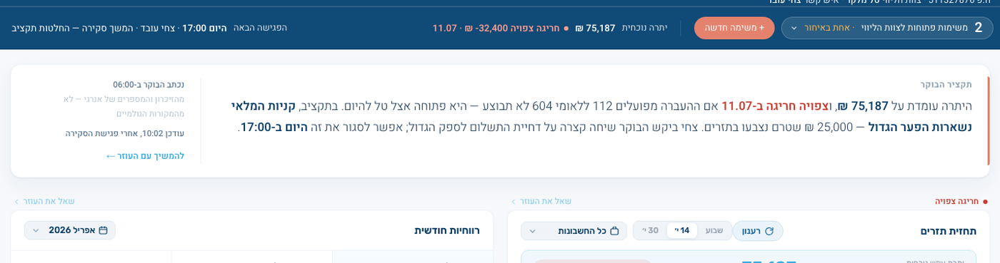 2 משימות פתוחות לצוות הליווי · אחת באיחור
+ משימה חדשה
יתרה נוכחית 75,187 ₪ ● חריגה צפויה 32,400- ₪ · 11.07
הפגישה הבאה היום 17:00 · צחי עובד · המשך סקירה — החלטות תקציב
תקציר הבוקר
היתרה עומדת על 75,187 ₪, וצפויה חריגה ב-11.07 אם ההעברה מפועלים 112 ללאומי 604 לא תבוצע — היא פתוחה אצל טל להיום. בתקציב, קניות המלאי
נשארות הפער הגדול — 25,000 ₪ שטרם נצבעו בתזרים. צחי ביקש הבוקר שיחה קצרה על דחיית התשלום לספק הגדול; אפשר לסגור את זה היום ב-17:00.
נכתב הבוקר ב-06:00
מהזיכרון והמספרים של אנרגי — לא
מהמקורות הגולמיים
עודכן 10:02, אחרי פגישת הסקירה
להמשיך עם העוזר ←
● חריגה צפויה
שאל את העוזר ›
תחזית תזרים
רענון
שבוע 14 י׳ 30 י׳
כל החשבונות
שאל את העוזר ›
רווחיות חודשית
אפריל 2026